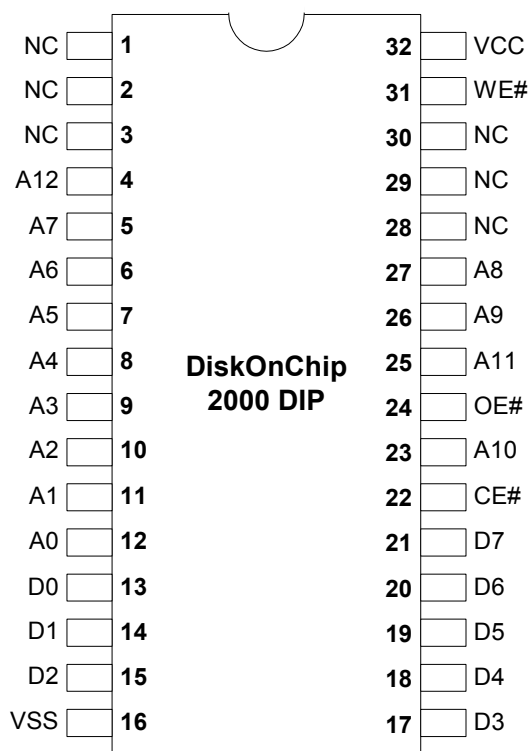 NC 1 32 VCC
NC 2 31 WE#
NC 3 30 NC
A12 4 29 NC
A7 5 28 NC
A6 6 27 A8
A5 7 26 A9
A4 8 25 A11
DiskOnChip
2000 DIP
A3 9 24 OE#
A2 10 23 A10
A1 11 22 CE#
A0 12 21 D7
D0 13 20 D6
D1 14 19 D5
D2 15 18 D4
VSS 16 17 D3